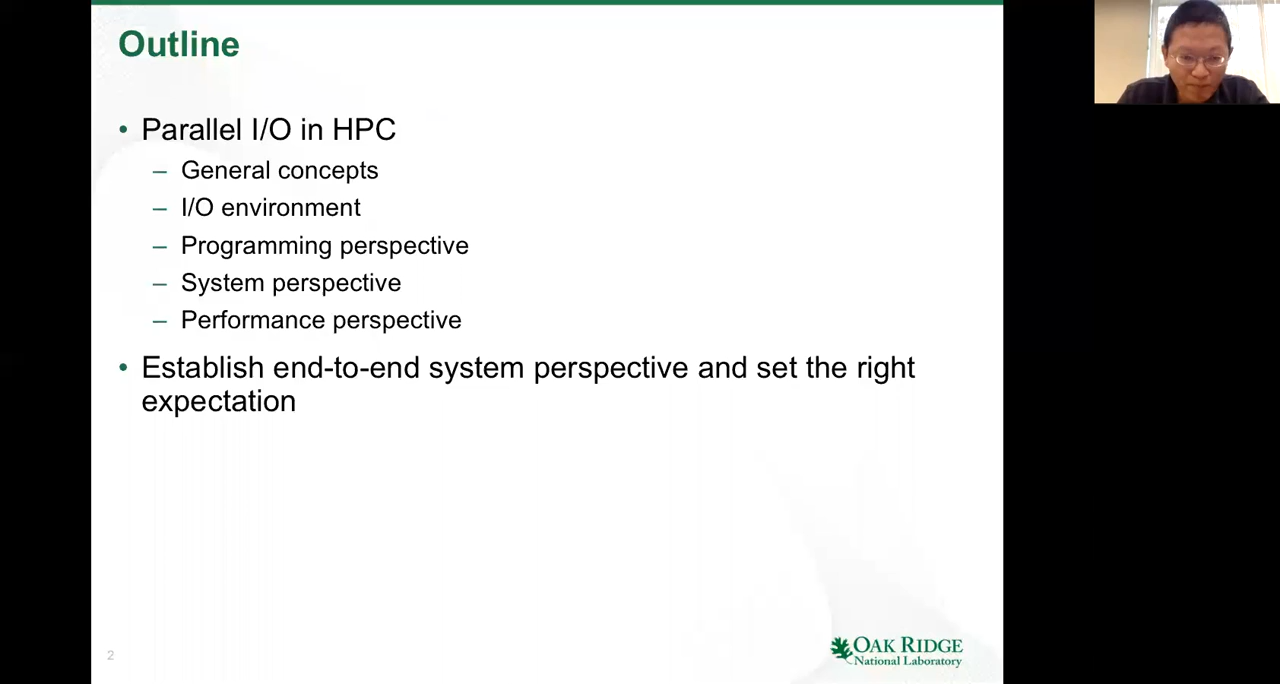 Outline
• Parallel I/O in HPC
– General concepts
– I/O environment
– Programming perspective
– System perspective
– Performance perspective
• Establish end-to-end system perspective and set the right
expectation
2
OAK RIDGE
National Laboratory